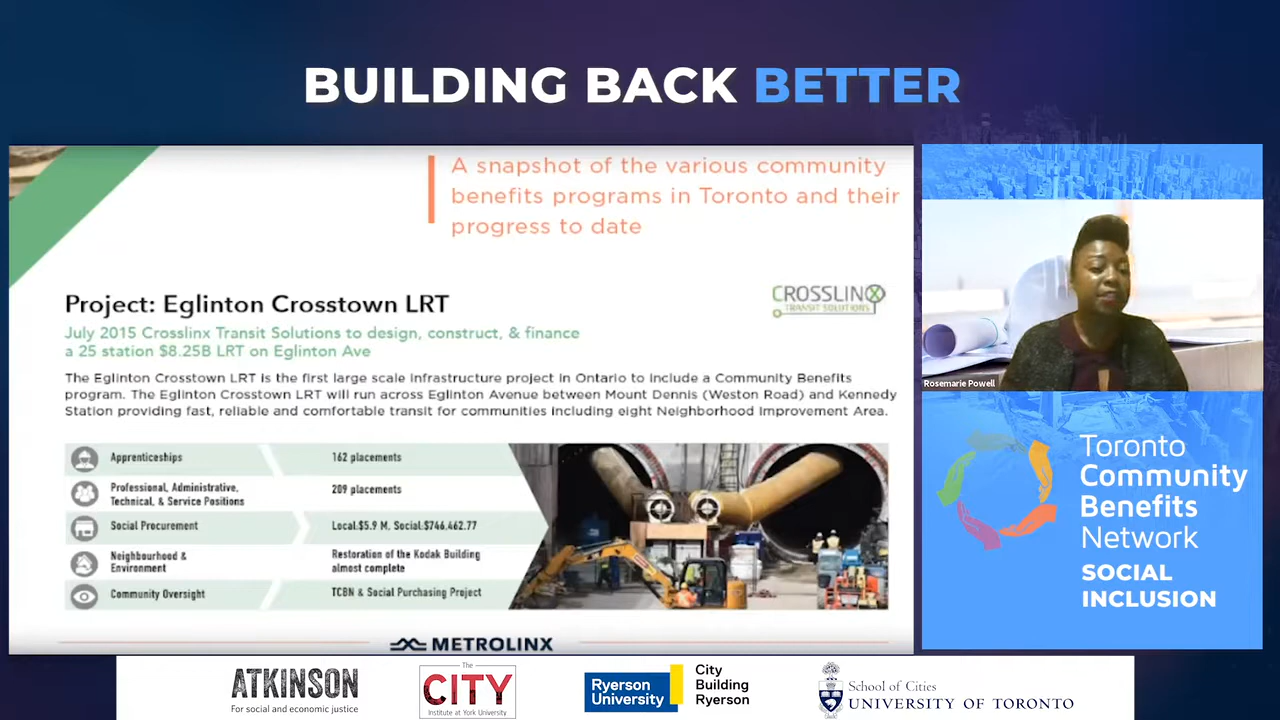 BUILDING BACK BETTER
A snapshot of the various community
benefits programs in Toronto and their
progress to date
Project: Eglinton Crosstown LRT
CROSSLINX
TRANSIT SOLUTIONS
July 2015 Crosslinx Transit Solutions to design, construct, & finance
a 25 station $8.25B LRT on Eglinton Ave
The Eglinton Crosstown LRT is the first large scale infrastructure project in Ontario to include a Community Benefits
program. The Eglinton Crosstown LRT will run across Eglinton Avenue between Mount Dennis (Weston Road) and Kennedy
Station providing fast, reliable and comfortable transit for communities including eight Neighborhood Improvement Area.
Apprenticeships 162 placements
Professional, Administrative,
Technical, & Service Positions 209 placements
Social Procurement Local:$5.9 M, Social:$746,462.77
Neighbourhood &
Environment
Restoration of the Kodak Building
almost complete
Community Oversight TCBN & Social Purchasing Project
METROLINX
Rosemarie Powell
Toronto
Community
Benefits
Network
SOCIAL
INCLUSION
ATKINSON
For social and economic justice
The
CITY
Institute at York University
Ryerson
University
City
Building
Ryerson
School of Cities
UNIVERSITY OF TORONTO